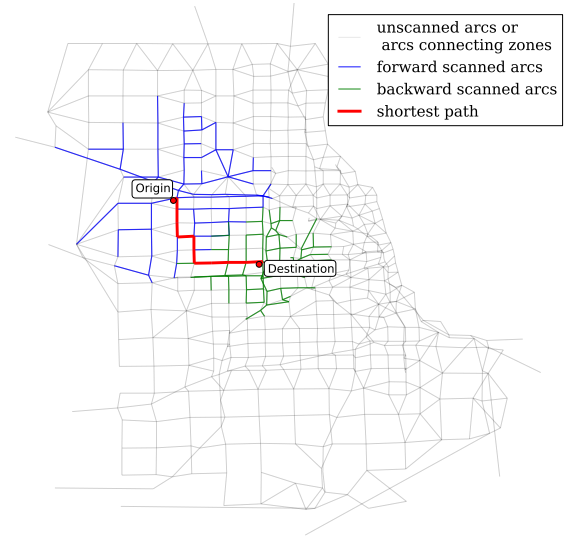 unscanned arcs or
arcs connecting zones
forward scanned arcs
backward scanned arcs
shortest path
Origin
Destination